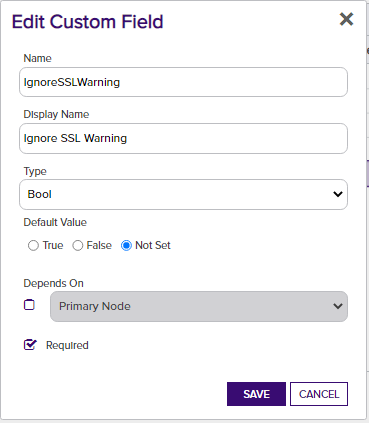 Edit Custom Field
Name
IgnoreSSLWarning
Display Name
Ignore SSL Warning
Type
Bool
Default Value
True False Not Set
Depends On
Primary Node
Required
SAVE CANCEL